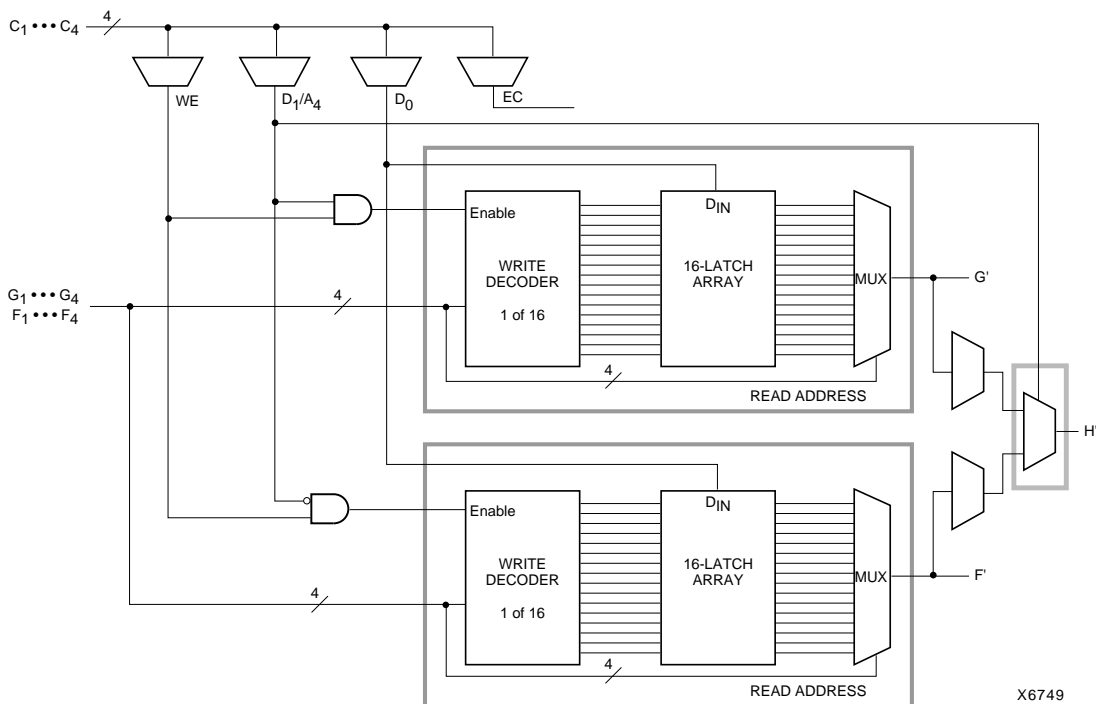 C1 ••• C4
4
WE
D1/A4
D0
EC
Enable
WRITE
DECODER
1 of 16
DIN
16-LATCH
ARRAY
MUX
G'
G1 ••• G4
F1 ••• F4
4
4
READ ADDRESS
H'
Enable
WRITE
DECODER
1 of 16
DIN
16-LATCH
ARRAY
MUX
F'
4
4
READ ADDRESS
X6749